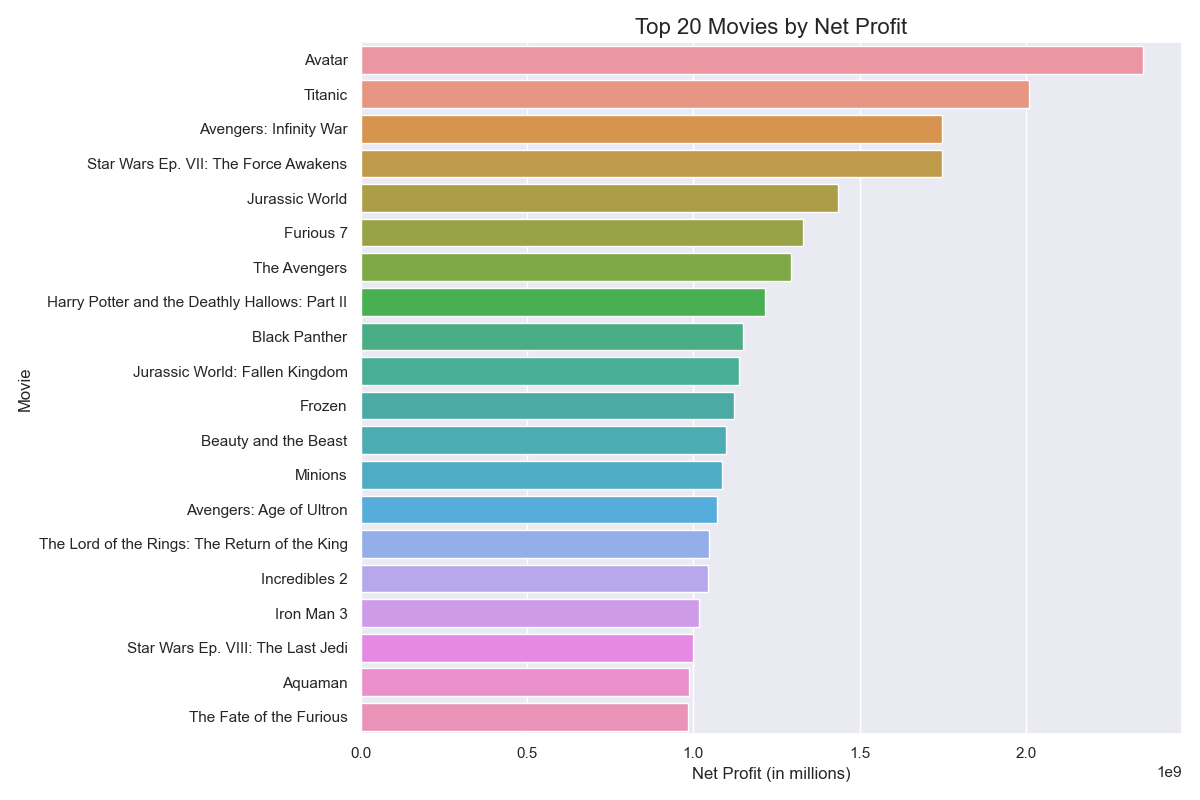 Top 20 Movies by Net Profit
Avatar
Titanic
Avengers: Infinity War
Star Wars Ep. VII: The Force Awakens
Jurassic World
Furious 7
The Avengers
Harry Potter and the Deathly Hallows: Part II
Black Panther
Jurassic World: Fallen Kingdom
Frozen
Beauty and the Beast
Minions
Avengers: Age of Ultron
The Lord of the Rings: The Return of the King
Incredibles 2
Iron Man 3
Star Wars Ep. VIII: The Last Jedi
Aquaman
The Fate of the Furious
Movie
0.0 0.5 1.0 1.5 2.0
Net Profit (in millions)
1e9